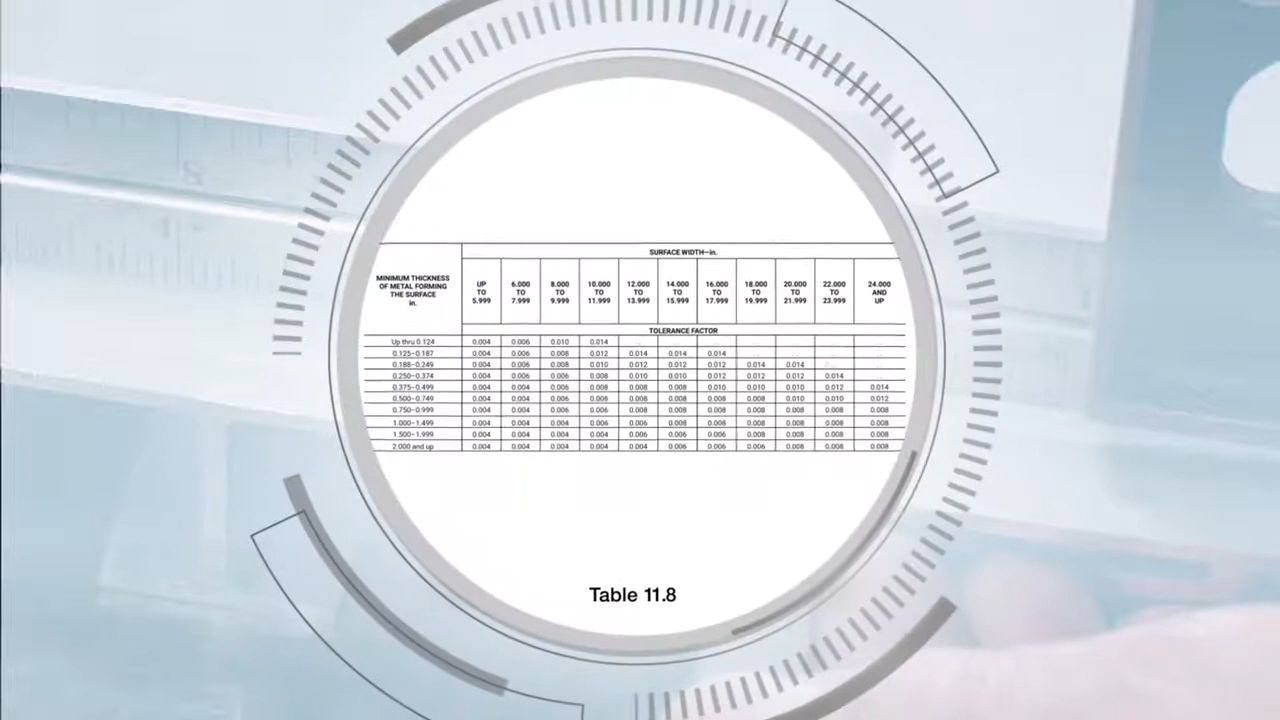 SURFACE WIDTH—in.
MINIMUM THICKNESS
OF METAL FORMING
THE SURFACE
in.
UP TO 5.999 6.000 TO 7.999 8.000 TO 9.999 10.000 TO 11.999 12.000 TO 13.999 14.000 TO 15.999 16.000 TO 17.999 18.000 TO 19.999 20.000 TO 21.999 22.000 TO 23.999 24.000 AND UP
TOLERANCE FACTOR
Up thru 0.124 0.004 0.006 0.010 0.014
0.125–0.187 0.004 0.006 0.008 0.012 0.014 0.014 0.014
0.188–0.249 0.004 0.006 0.008 0.010 0.012 0.012 0.012 0.014 0.014
0.250–0.374 0.004 0.006 0.006 0.008 0.010 0.010 0.012 0.012 0.012 0.014
0.375–0.499 0.004 0.004 0.006 0.008 0.008 0.008 0.010 0.010 0.010 0.012 0.014
0.500–0.749 0.004 0.004 0.006 0.006 0.008 0.008 0.008 0.008 0.010 0.010 0.012
0.750–0.999 0.004 0.004 0.006 0.006 0.008 0.008 0.008 0.008 0.008 0.008 0.008
1.000–1.499 0.004 0.004 0.004 0.006 0.006 0.008 0.008 0.008 0.008 0.008 0.008
1.500–1.999 0.004 0.004 0.004 0.004 0.006 0.006 0.006 0.008 0.008 0.008 0.008
2.000 and up 0.004 0.004 0.004 0.004 0.004 0.006 0.006 0.006 0.008 0.008 0.008
Table 11.8
8